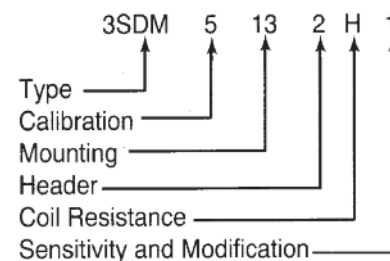 3SDM 5 13 2 H
Type
Calibration
Mounting
Header
Coil Resistance
Sensitivity and Modification